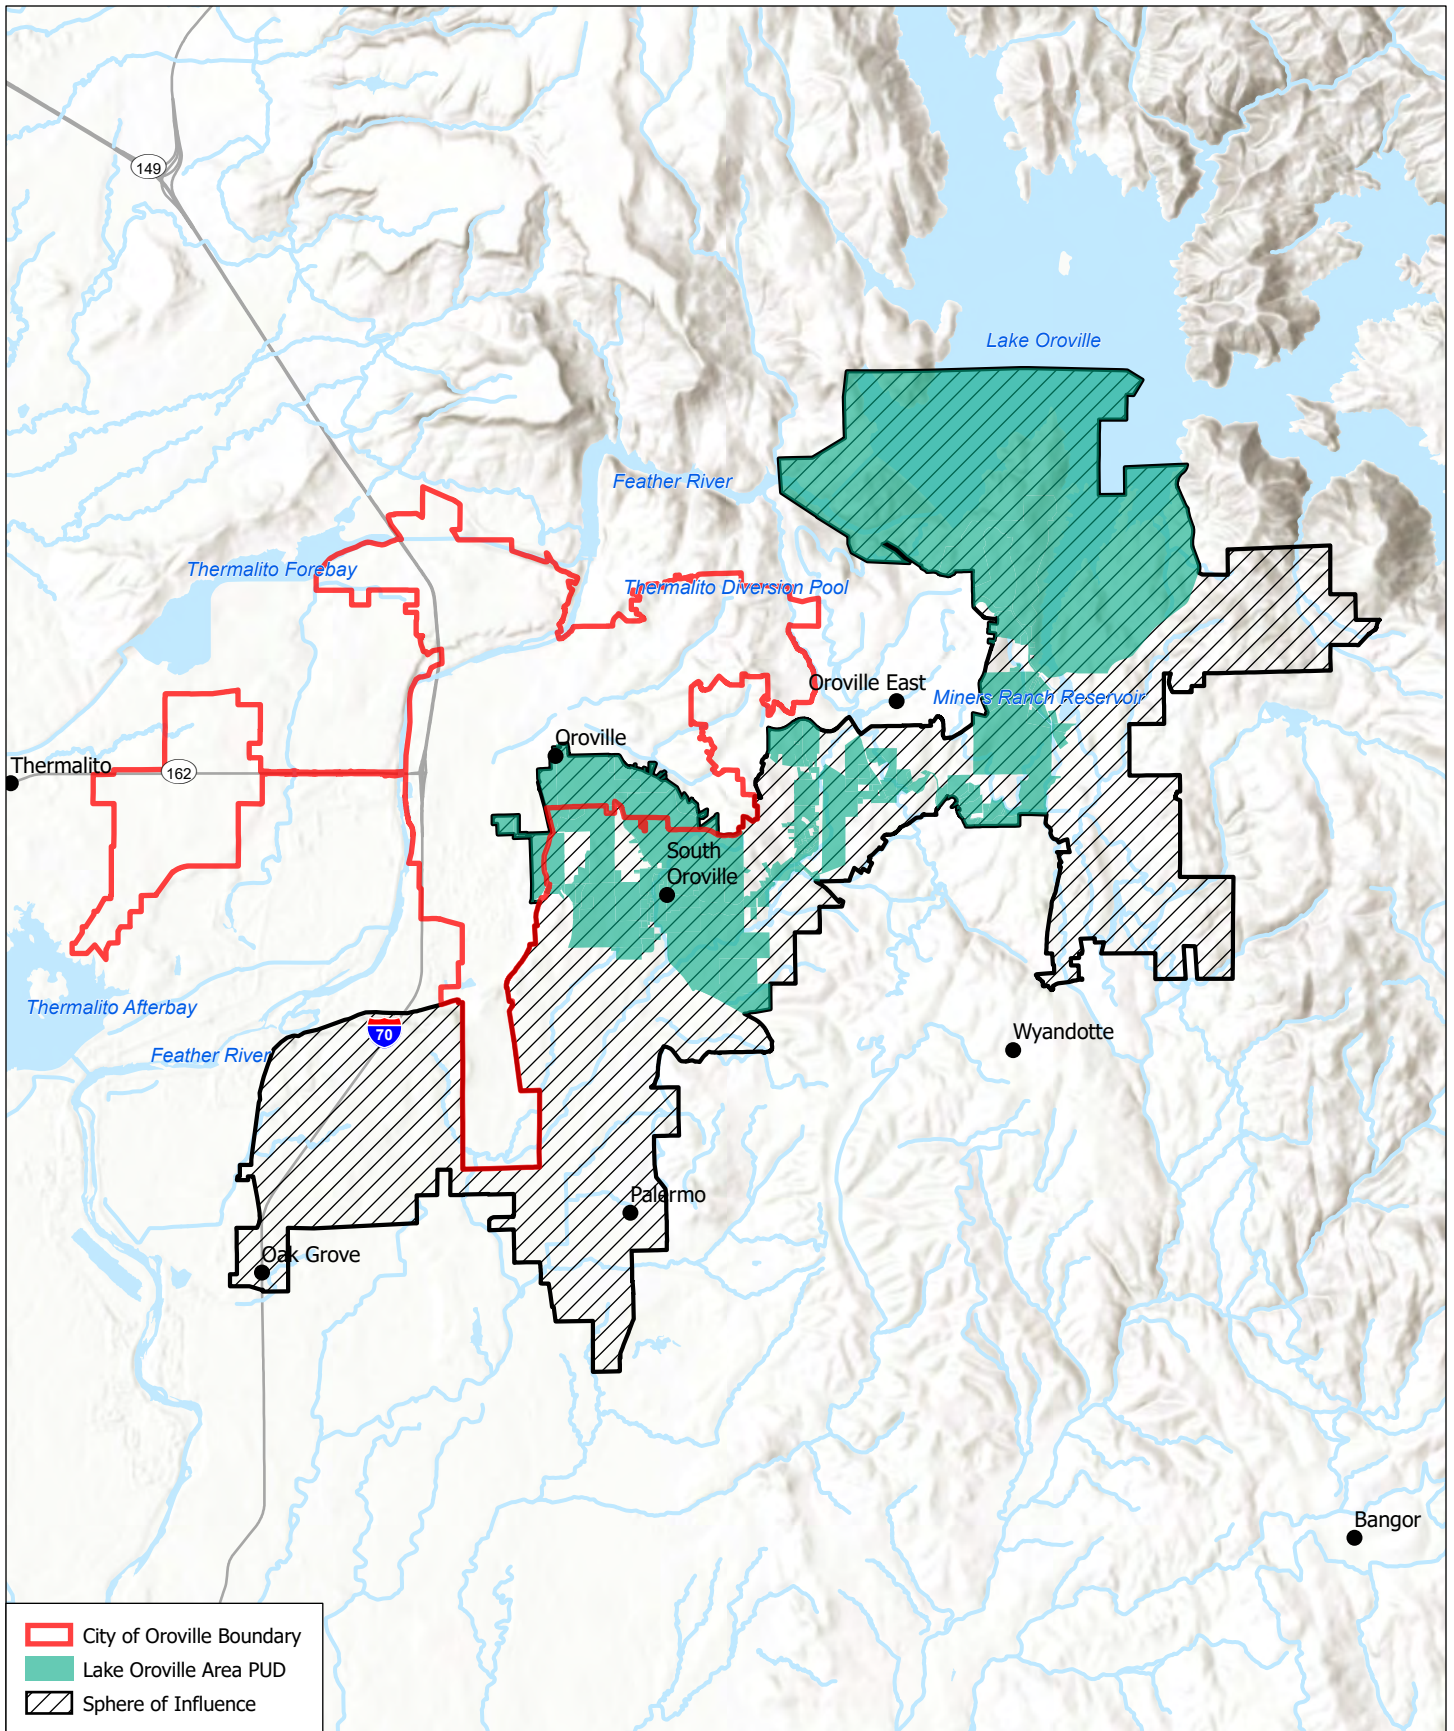 149
Lake Oroville
Feather River
Thermalito Forebay
Thermalito Diversion Pool
Oroville East
Miners Ranch Reservoir
Oroville
Thermalito
162
South
Oroville
Thermalito Afterbay
70
Wyandotte
Feather River
Palermo
Oak Grove
Bangor
City of Oroville Boundary
Lake Oroville Area PUD
Sphere of Influence